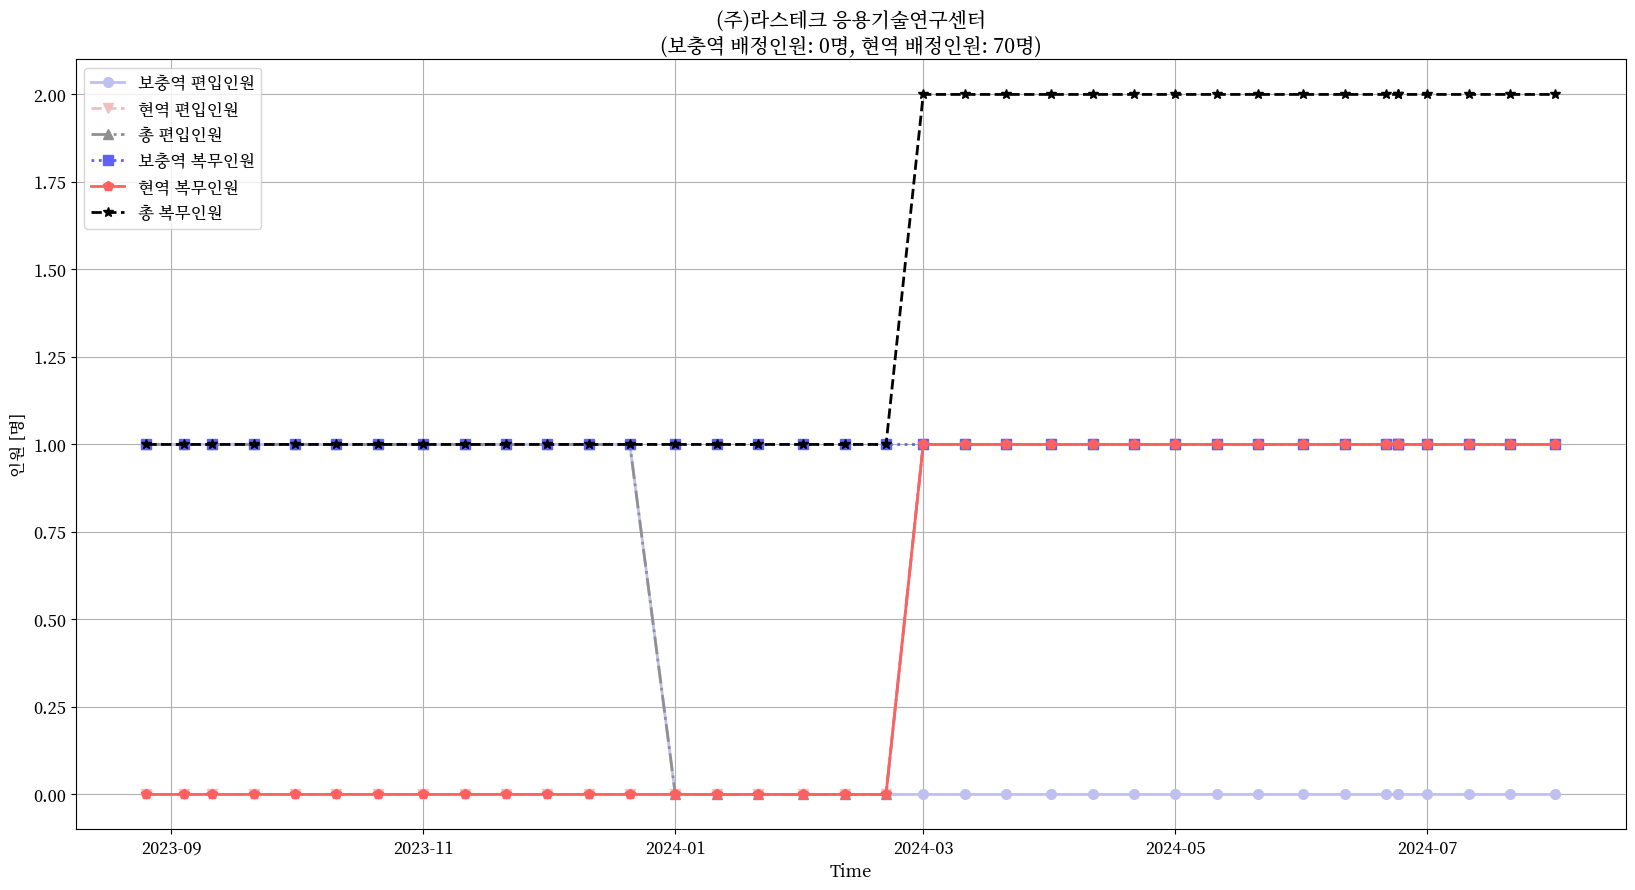 (주)라스테크 응용기술연구센터
(보충역 배정인원: 0명, 현역 배정인원: 70명)
보충역 편입인원
현역 편입인원
총 편입인원
보충역 복무인원
현역 복무인원
총 복무인원
인원 [명]
2.00
1.75
1.50
1.25
1.00
0.75
0.50
0.25
0.00
2023-09
2023-11
2024-01
2024-03
2024-05
2024-07
Time